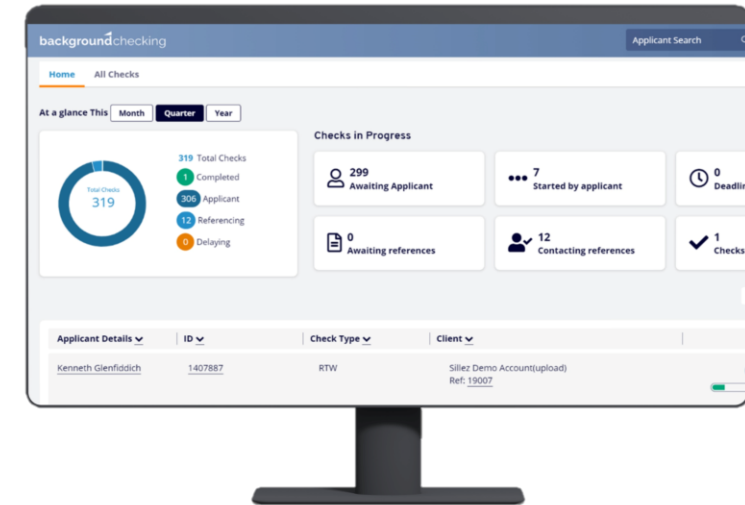 backgroundchecking
Applicant Search
Home All Checks
At a glance This Month Quarter Year
Total Checks
319
319 Total Checks
1 Completed
306 Applicant
12 Referencing
0 Delaying
Checks in Progress
299
Awaiting Applicant
7
Started by applicant
0
Deadlin
0
Awaiting references
12
Contacting references
1
Checks
Applicant Details ID Check Type Client
Kenneth Glenfiddich 1407887 RTW Sillez Demo Account(upload)
Ref: 19007